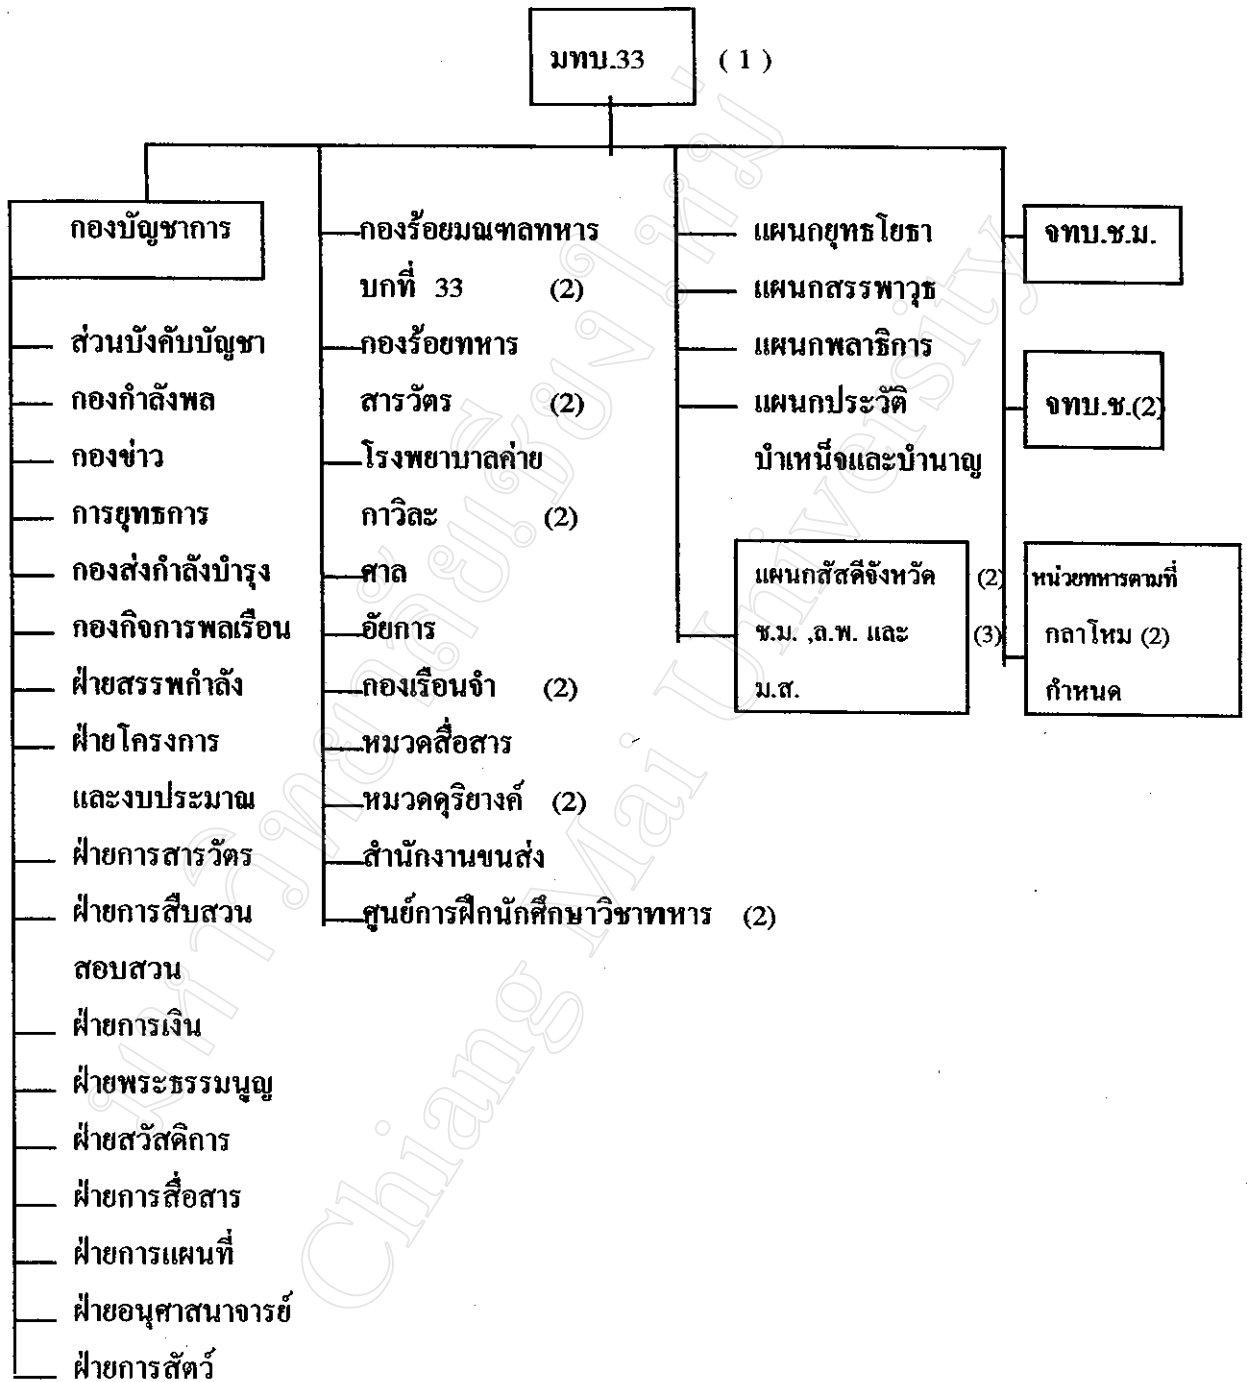 มทบ.33 ( 1 )
กองบัญชาการ
ส่วนบังคับบัญชา
กองกำลังพล
กองข่าว
การยุทธการ
กองส่งกำลังบำรุง
กองกิจการพลเรือน
ฝ่ายสรรพกำลัง
ฝ่ายโครงการ
และงบประมาณ
ฝ่ายการสารวัตร
ฝ่ายการสืบสวน
สอบสวน
ฝ่ายการเงิน
ฝ่ายพระธรรมนูญ
ฝ่ายสวัสดิการ
ฝ่ายการสื่อสาร
ฝ่ายการแผนที่
ฝ่ายอนุศาสนาจารย์
ฝ่ายการสัตว์
กองร้อยมณฑลทหาร
บกที่ 33 (2)
กองร้อยทหาร
สารวัตร (2)
โรงพยาบาลค่าย
กาวิละ (2)
ศาล
อัยการ
กองเรือนจำ (2)
หมวดสื่อสาร
หมวดดุริยางค์ (2)
สำนักงานขนส่ง
ศูนย์การฝึกนักศึกษาวิชาทหาร (2)
แผนกยุทธโยธา
แผนกสรรพาวุธ
แผนกพลาธิการ
แผนกประวัติ
บำเหน็จและบำนาญ
แผนกสัสดีจังหวัด (2)
ช.ม. ,ล.พ. และ (3)
ม.ส.
จทบ.ช.ม.
จทบ.ช.(2)
หน่วยทหารตามที่
กลาโหม (2)
กำหนด
มหาวิทยาลัยเชียงใหม่
Chiang Mai University